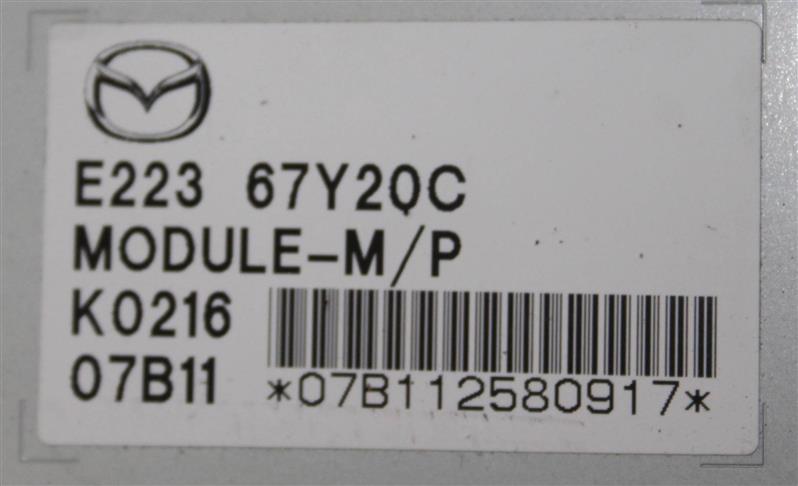 E223 67Y20C
MODULE-M/P
K0216
07B11 *07B112580917*